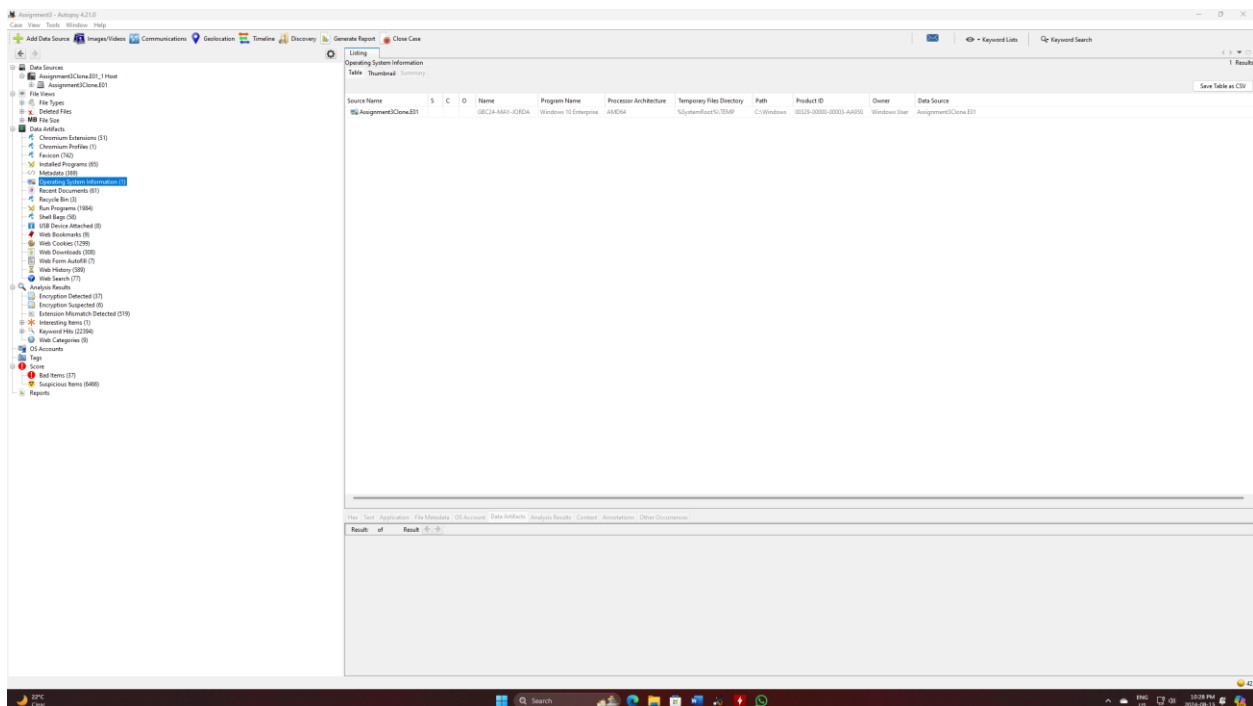 Assignment3 - Autopsy 4.21.0
Case View Tools Window Help
Add Data Source Images/Videos Communications Geolocation Timeline Discovery Generate Report Close Case Keyword Lists Keyword Search
Listing
Operating System Information 1 Results
Table Thumbnail Summary
Save Table as CSV
Source Name S C O Name Program Name Processor Architecture Temporary Files Directory Path Product ID Owner Data Source
Assignment3Clone.E01 GBC24-MAY-JORDA Windows 10 Enterprise AMD64 %SystemRoot%\TEMP C:\Windows 00329-00000-00003-AA950 Windows User Assignment3Clone.E01
Data Sources
Assignment3Clone.E01_1 Host
Assignment3Clone.E01
File Views
File Types
Deleted Files
MB File Size
Data Artifacts
Chromium Extensions (51)
Chromium Profiles (1)
Favicon (742)
Installed Programs (65)
Metadata (389)
Operating System Information (1)
Recent Documents (61)
Recycle Bin (3)
Run Programs (1984)
Shell Bags (58)
USB Device Attached (8)
Web Bookmarks (9)
Web Cookies (1299)
Web Downloads (308)
Web Form Autofill (7)
Web History (589)
Web Search (77)
Analysis Results
Encryption Detected (37)
Encryption Suspected (6)
Extension Mismatch Detected (519)
Interesting Items (1)
Keyword Hits (22394)
Web Categories (9)
OS Accounts
Tags
Score
Bad Items (37)
Suspicious Items (6466)
Reports
Hex Text Application File Metadata OS Account Data Artifacts Analysis Results Context Annotations Other Occurrences
Result: of Result
42
22°C
Clear
Search
ENG
US
10:28 PM
2024-08-15